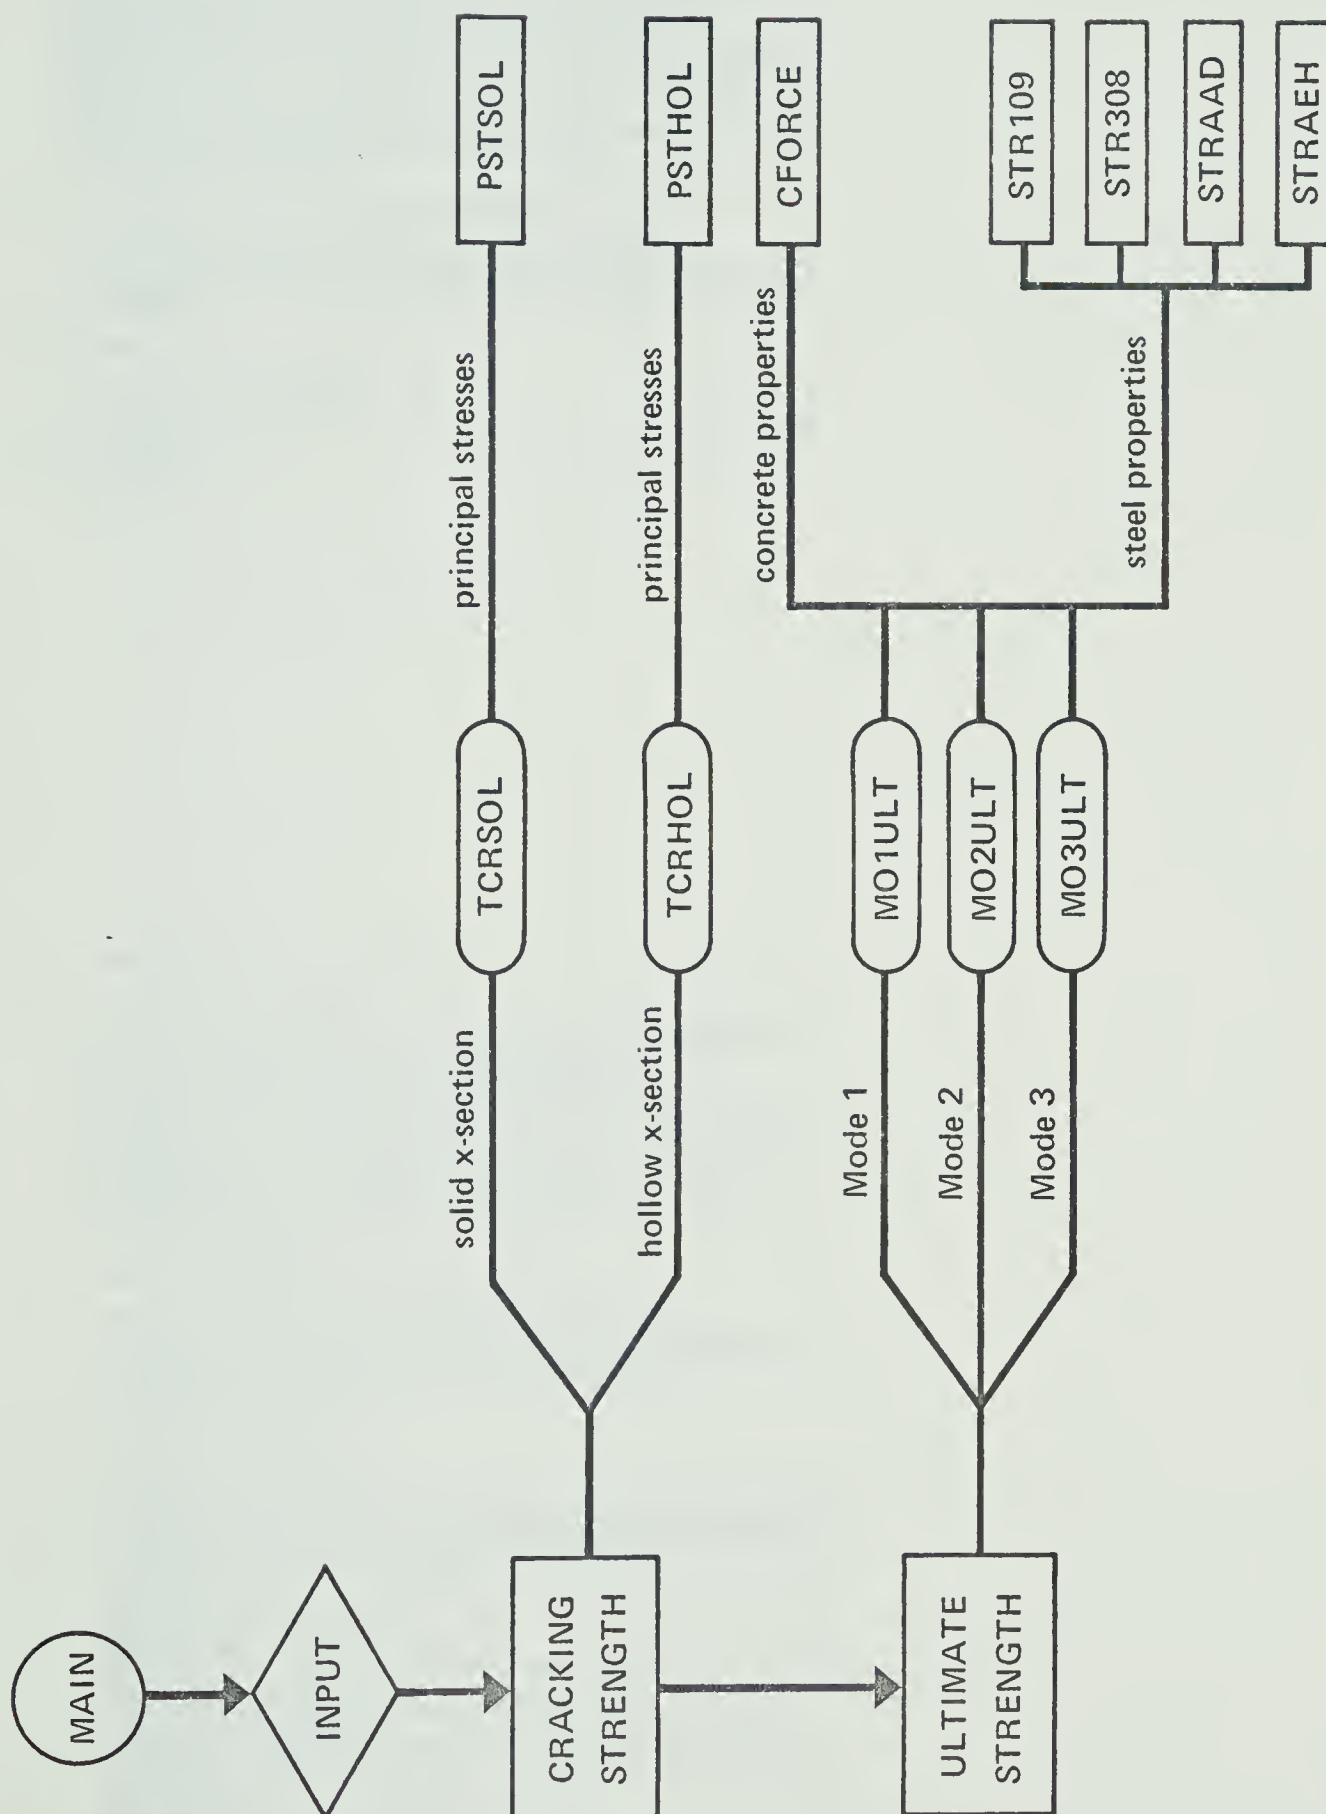 MAIN
INPUT
CRACKING
STRENGTH
solid x-section
TCRSOL
principal stresses
PSTSOL
hollow x-section
TCRHOL
principal stresses
PSTHOL
ULTIMATE
STRENGTH
Mode 1
MO1ULT
Mode 2
MO2ULT
Mode 3
MO3ULT
concrete properties
CFORCE
steel properties
STR109
STR308
STRAAD
STRAEH